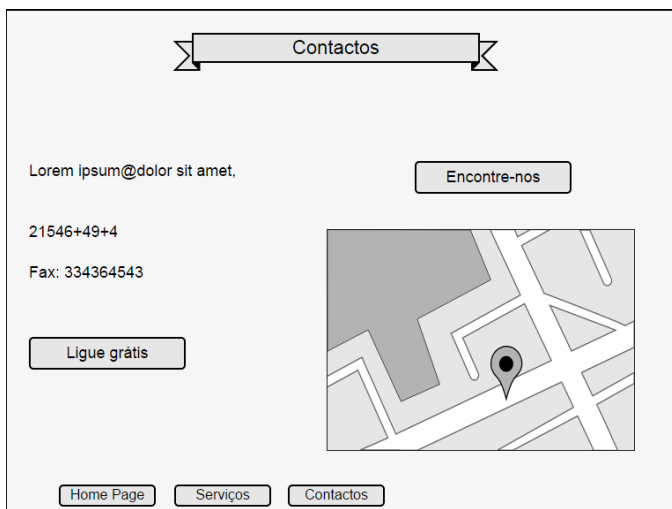 Contactos
Lorem ipsum@dolor sit amet,
Encontre-nos
21546+49+4
Fax: 334364543
Ligue grátis
Home Page
Serviços
Contactos